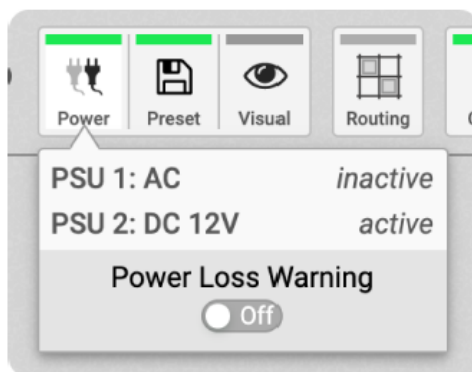 Power Preset Visual Routing
PSU 1: AC inactive
PSU 2: DC 12V active
Power Loss Warning
Off